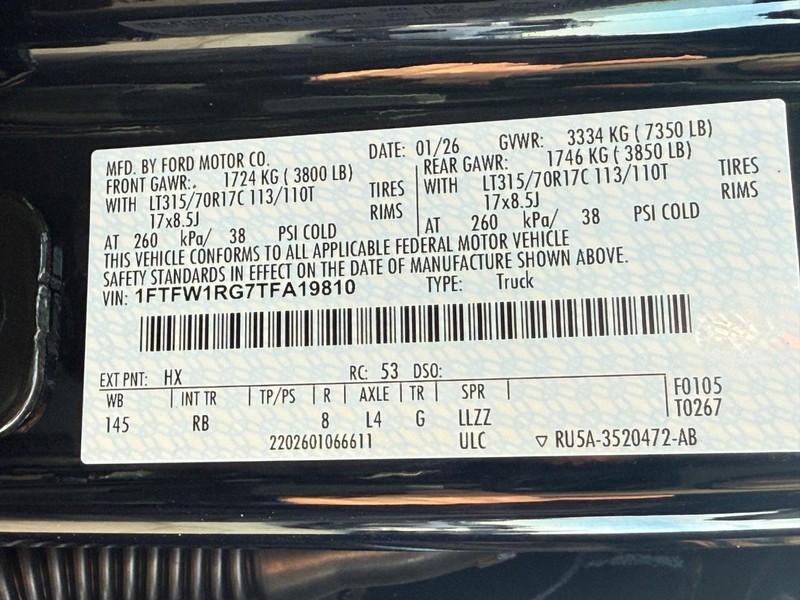 MFD. BY FORD MOTOR CO. DATE: 01/26 GVWR: 3334 KG ( 7350 LB)
FRONT GAWR: 1724 KG ( 3800 LB) REAR GAWR: 1746 KG ( 3850 LB)
WITH LT315/70R17C 113/110T TIRES WITH LT315/70R17C 113/110T TIRES
17x8.5J RIMS 17x8.5J RIMS
AT 260 kPa/ 38 PSI COLD AT 260 kPa/ 38 PSI COLD
THIS VEHICLE CONFORMS TO ALL APPLICABLE FEDERAL MOTOR VEHICLE
SAFETY STANDARDS IN EFFECT ON THE DATE OF MANUFACTURE SHOWN ABOVE.
VIN: 1FTFW1RG7TFA19810 TYPE: Truck
EXT PNT: HX RC: 53 DSO:
WB INT TR TP/PS R AXLE TR SPR F0105
145 RB 8 L4 G LLZZ T0267
2202601066611 ULC ▽ RU5A-3520472-AB